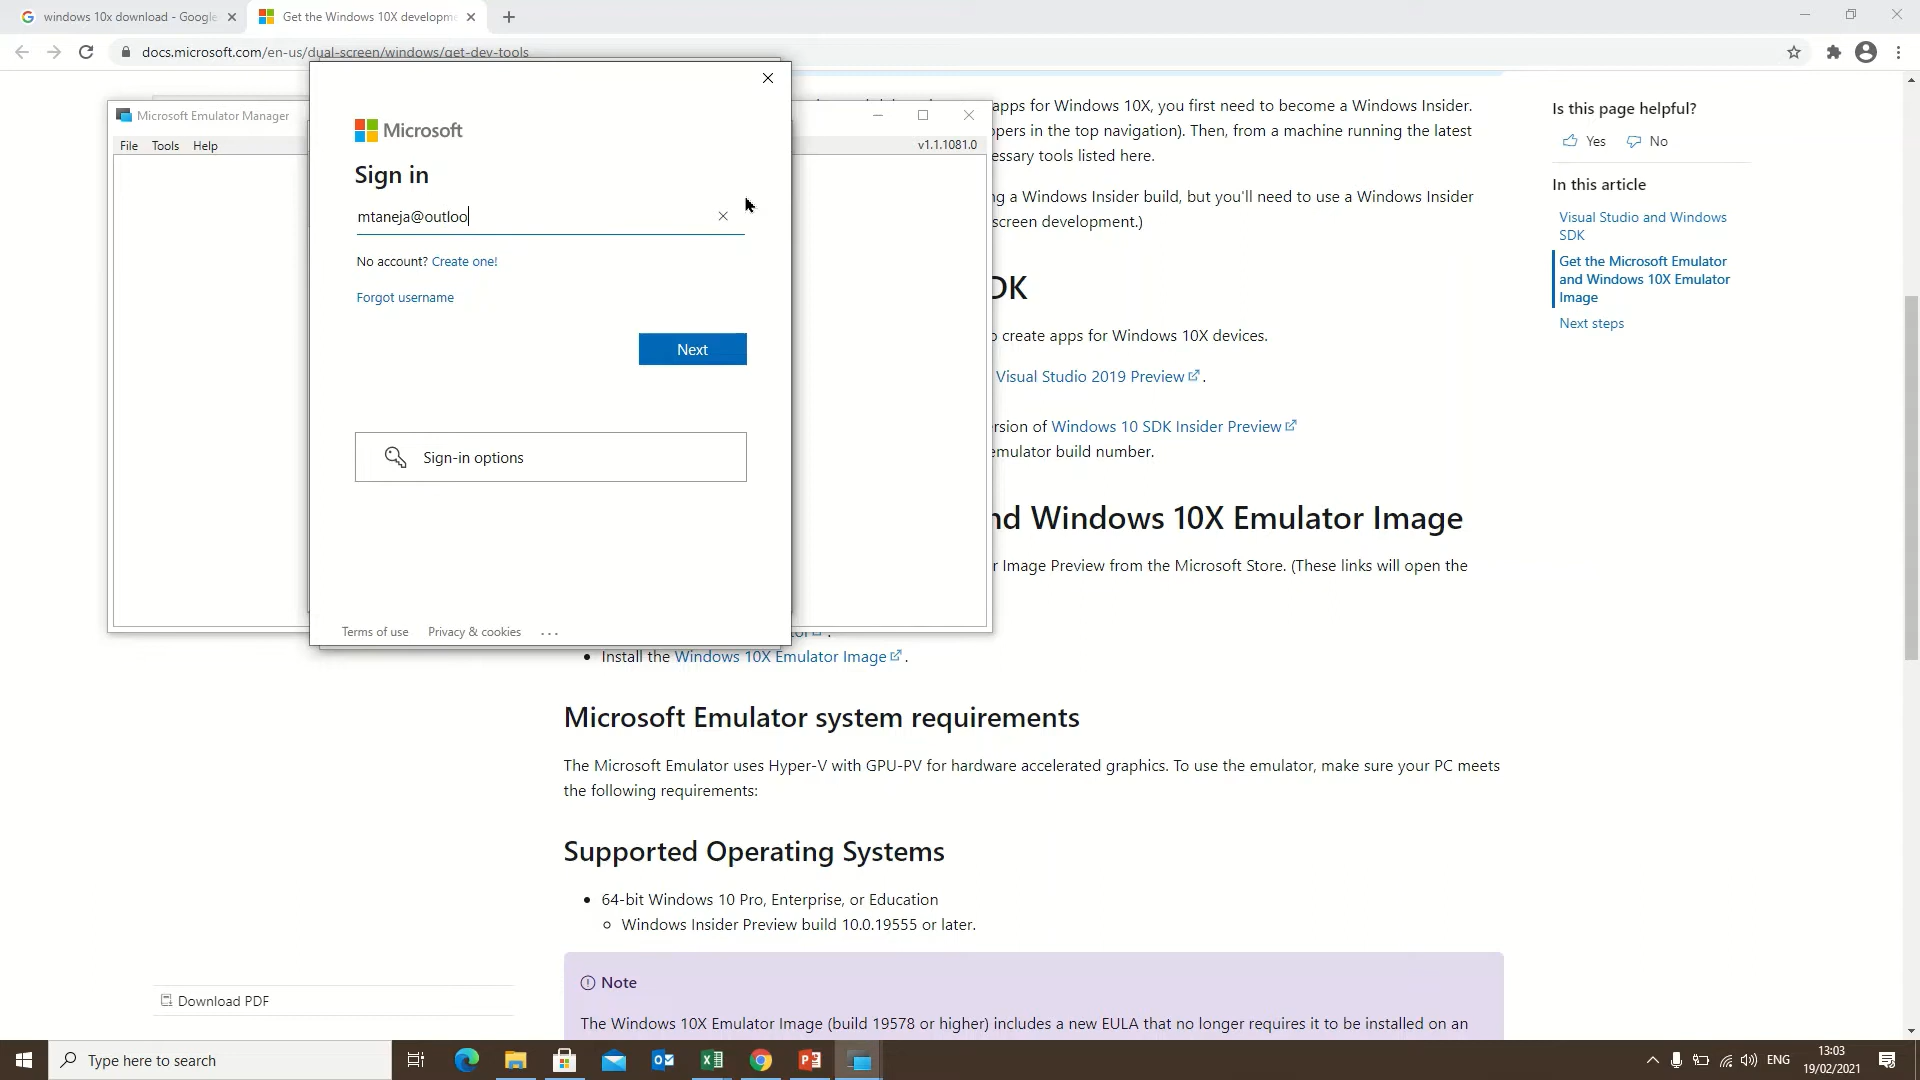 windows 10x download - Google
Get the Windows 10X developme
docs.microsoft.com/en-us/dual-screen/windows/get-dev-tools
Microsoft Emulator Manager
File Tools Help
v1.1.1081.0
Microsoft
Sign in
mtaneja@outloo
No account? Create one!
Forgot username
Next
Sign-in options
Terms of use Privacy & cookies ...
apps for Windows 10X, you first need to become a Windows Insider.
pers in the top navigation). Then, from a machine running the latest
essary tools listed here.
g a Windows Insider build, but you'll need to use a Windows Insider
screen development.)
DK
create apps for Windows 10X devices.
Visual Studio 2019 Preview.
rsion of Windows 10 SDK Insider Preview
emulator build number.
nd Windows 10X Emulator Image
r Image Preview from the Microsoft Store. (These links will open the
• Install the Windows 10X Emulator Image.
Microsoft Emulator system requirements
The Microsoft Emulator uses Hyper-V with GPU-PV for hardware accelerated graphics. To use the emulator, make sure your PC meets
the following requirements:
Supported Operating Systems
• 64-bit Windows 10 Pro, Enterprise, or Education
○ Windows Insider Preview build 10.0.19555 or later.
Note
The Windows 10X Emulator Image (build 19578 or higher) includes a new EULA that no longer requires it to be installed on an
Is this page helpful?
Yes No
In this article
Visual Studio and Windows
SDK
Get the Microsoft Emulator
and Windows 10X Emulator
Image
Next steps
Download PDF
Type here to search
ENG
13:03
19/02/2021